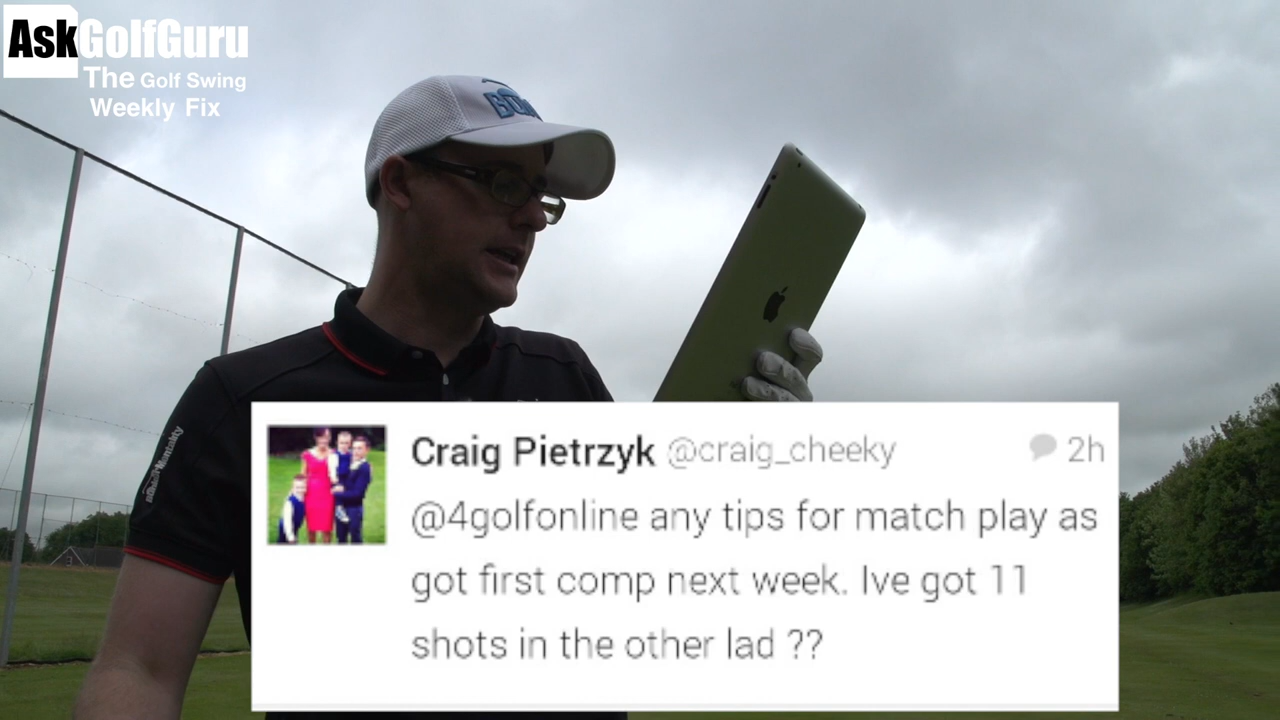 AskGolfGuru
The Golf Swing
Weekly Fix
Craig Pietrzyk @craig_cheeky 2h
@4golfonline any tips for match play as
got first comp next week. Ive got 11
shots in the other lad ??